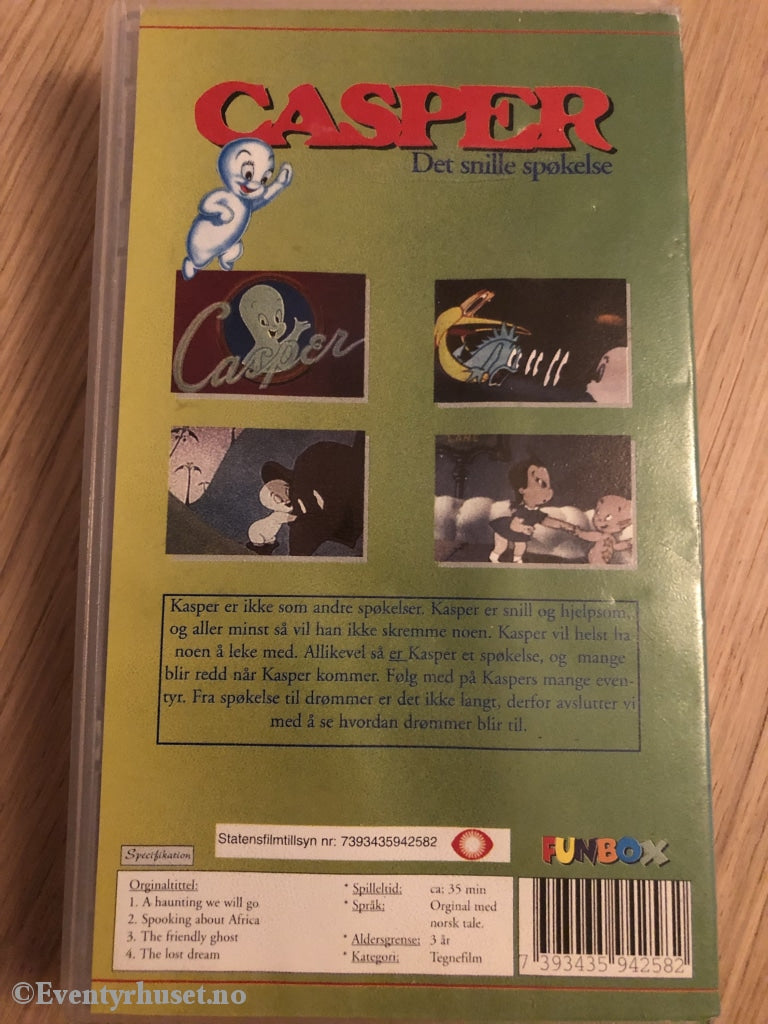 CASPER
Det snille spøkelse
Casper
Kasper er ikke som andre spøkelser. Kasper er snill og hjelpsom,
og aller minst så vil han ikke skremme noen. Kasper vil helst ha
noen å leke med. Allikevel så er Kasper et spøkelse, og mange
blir redd når Kasper kommer. Følg med på Kaspers mange even-
tyr. Fra spøkelse til drømmer er det ikke langt, derfor avslutter vi
med å se hvordan drømmer blir til.
Statensfilmtillsyn nr: 7393435942582
FUNBOX
Specifikation
Orginaltittel:
1. A haunting we will go
2. Spooking about Africa
3. The friendly ghost
4. The lost dream
* Spilletid: ca: 35 min
* Språk: Orginal med
norsk tale.
* Aldersgrense: 3 år
* Kategori: Tegnefilm
7 393435 942582
©Eventyrhuset.no